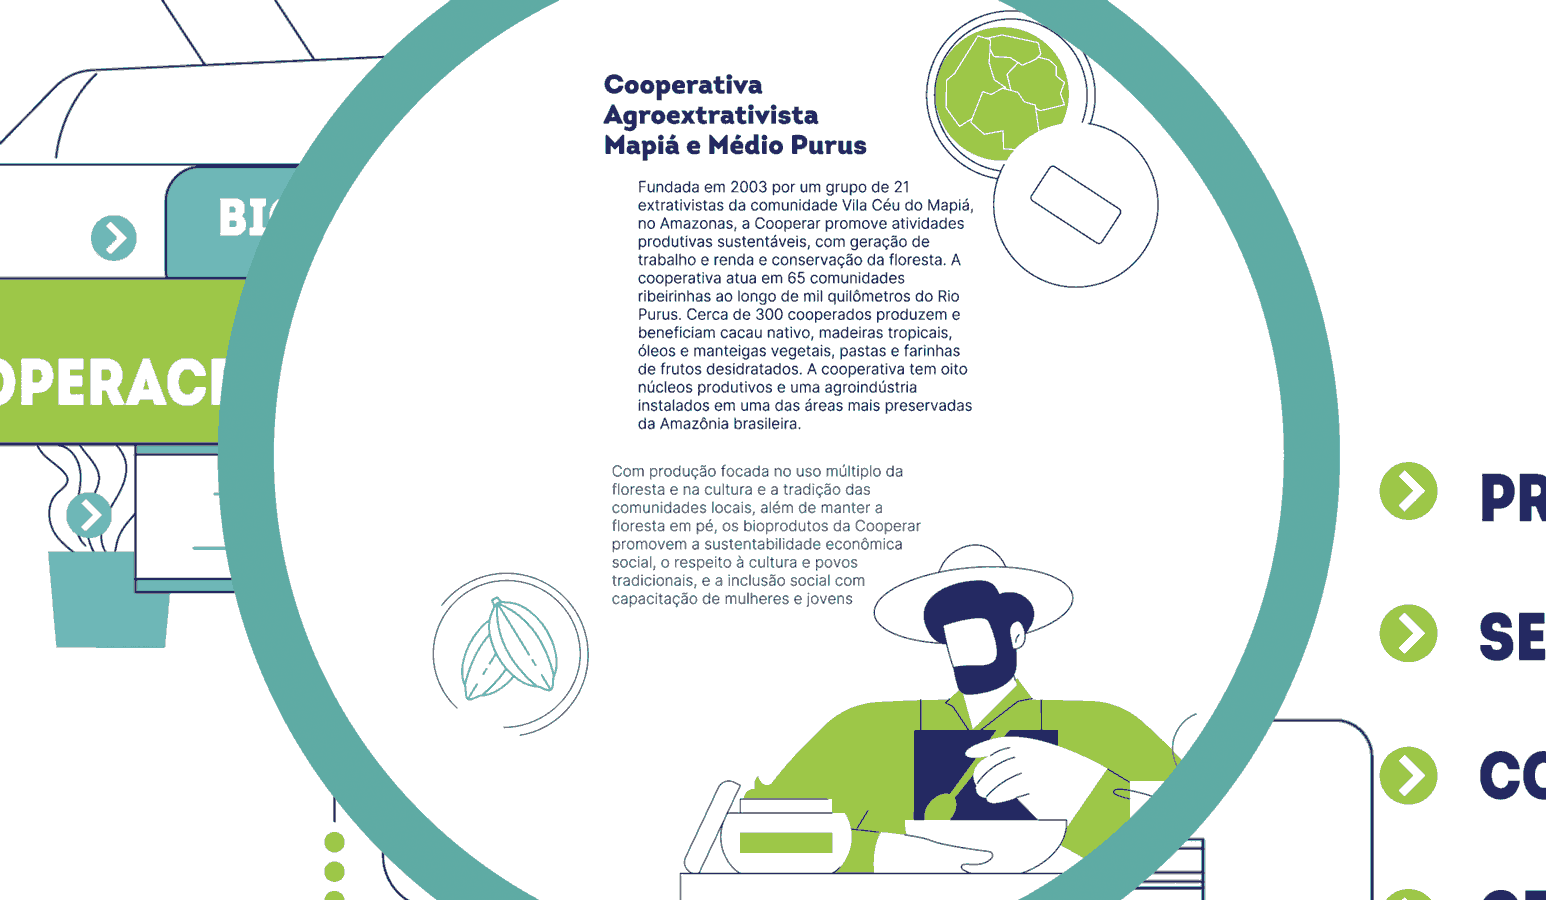 Cooperativa
Agroextrativista
Mapiá e Médio Purus
Fundada em 2003 por um grupo de 21
extrativistas da comunidade Vila Céu do Mapiá,
no Amazonas, a Cooperar promove atividades
produtivas sustentáveis, com geração de
trabalho e renda e conservação da floresta. A
cooperativa atua em 65 comunidades
ribeirinhas ao longo de mil quilômetros do Rio
Purus. Cerca de 300 cooperados produzem e
beneficiam cacau nativo, madeiras tropicais,
óleos e manteigas vegetais, pastas e farinhas
de frutos desidratados. A cooperativa tem oito
núcleos produtivos e uma agroindústria
instalados em uma das áreas mais preservadas
da Amazônia brasileira.
Com produção focada no uso múltiplo da
floresta e na cultura e a tradição das
comunidades locais, além de manter a
floresta em pé, os bioprodutos da Cooperar
promovem a sustentabilidade econômica
social, o respeito à cultura e povos
tradicionais, e a inclusão social com
capacitação de mulheres e jovens